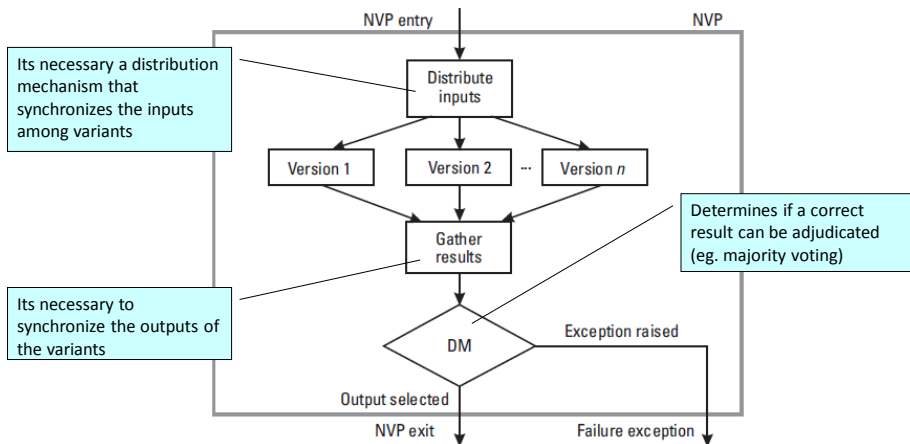 NVP entry
NVP
Its necessary a distribution
mechanism that
synchronizes the inputs
among variants
Distribute
inputs
Version 1
Version 2
...
Version n
Determines if a correct
result can be adjudicated
(eg. majority voting)
Gather
results
Its necessary to
synchronize the outputs of
the variants
DM
Exception raised
Output selected
NVP exit
Failure exception